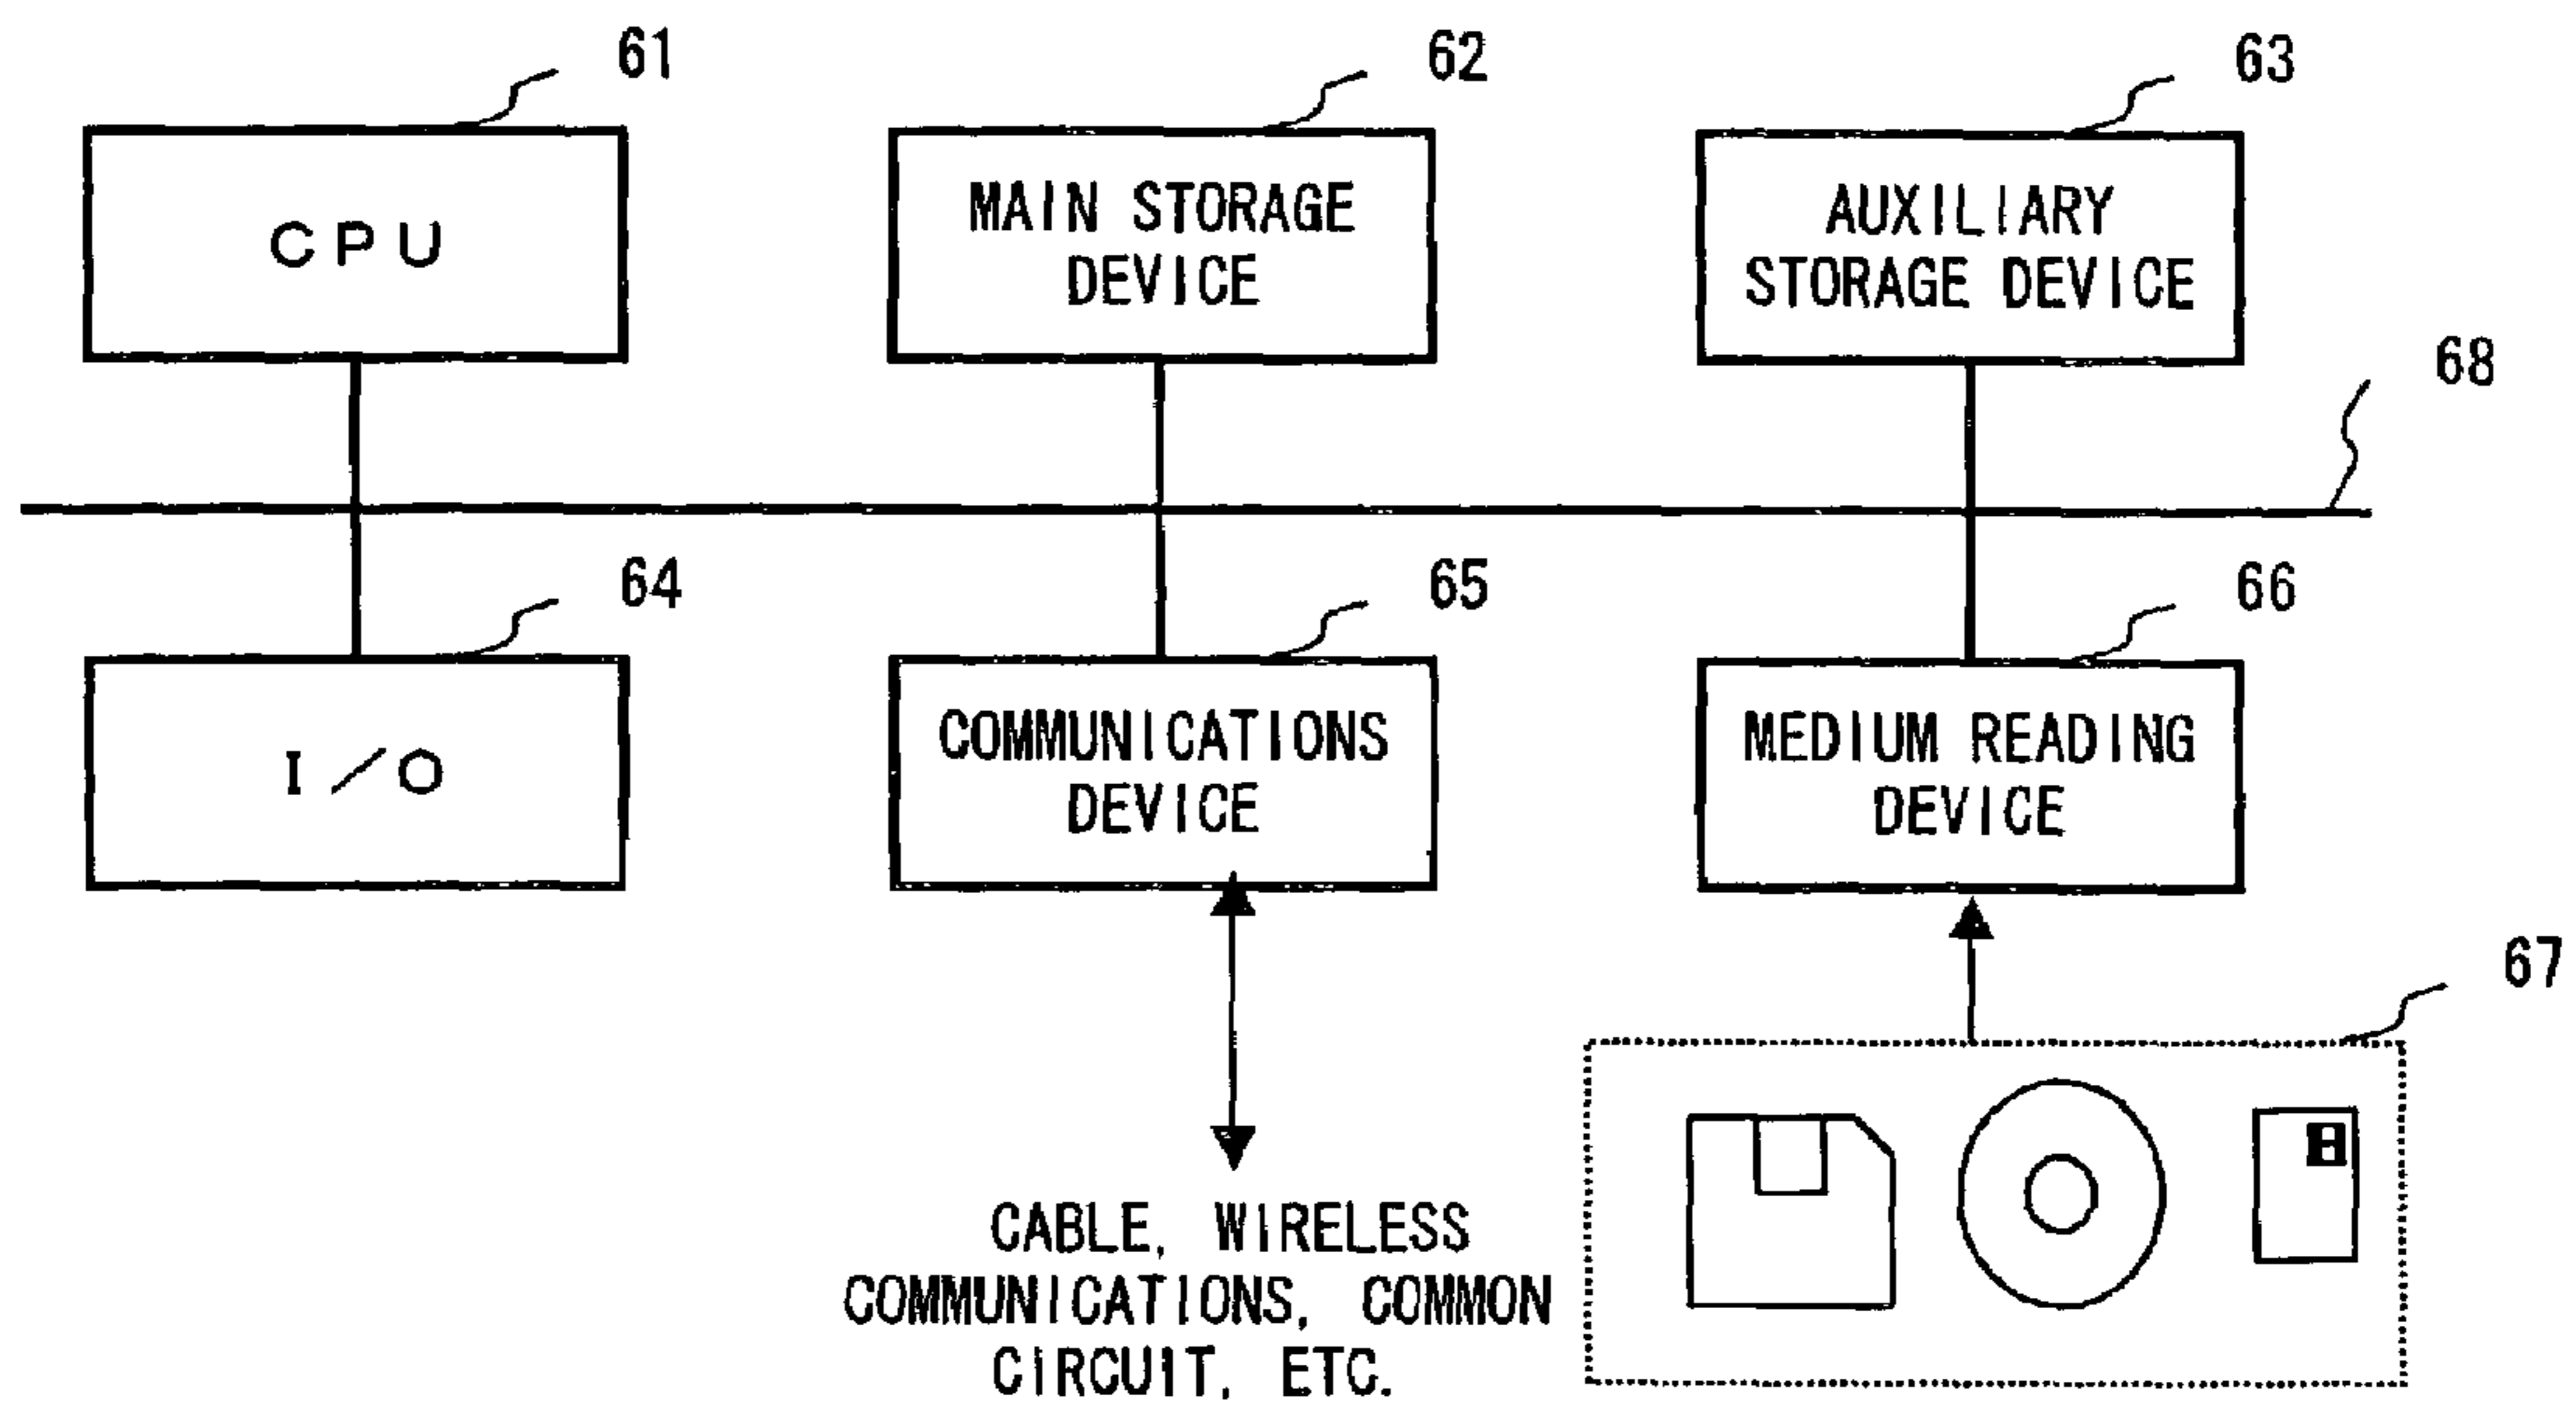 61
62
63
CPU
MAIN STORAGE
DEVICE
AUXILIARY
STORAGE DEVICE
68
64
65
66
I/O
COMMUNICATIONS
DEVICE
MEDIUM READING
DEVICE
67
CABLE, WIRELESS
COMMUNICATIONS, COMMON
CIRCUIT, ETC.